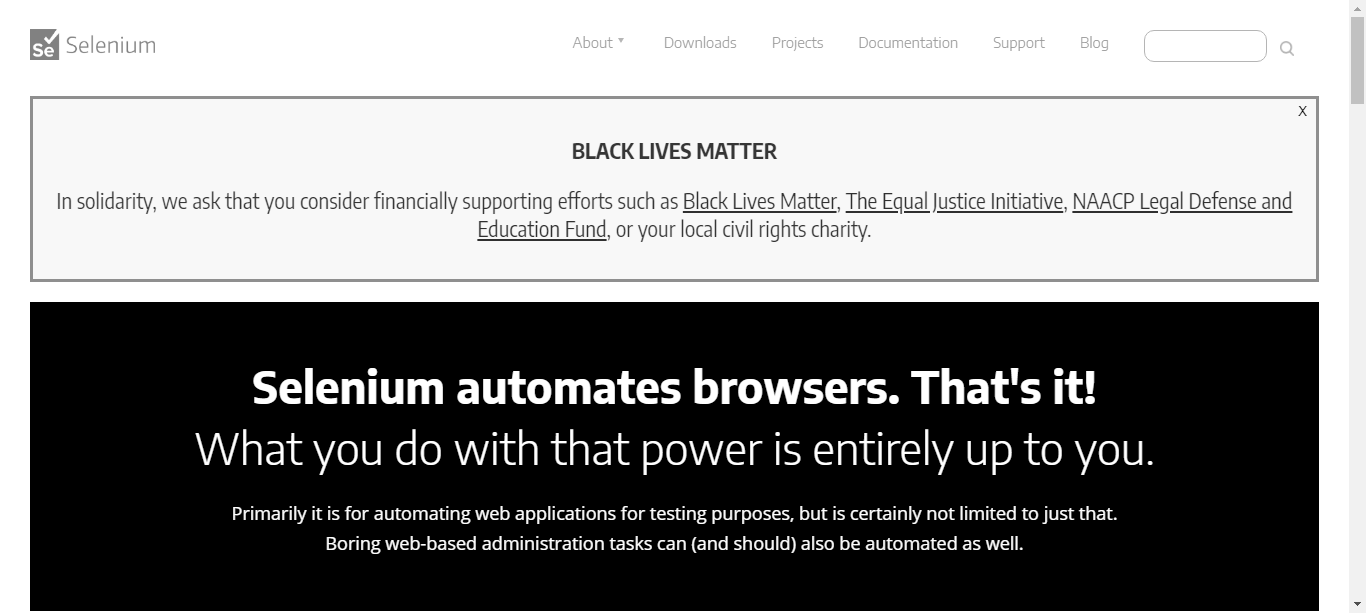 Se Selenium
About Downloads Projects Documentation Support Blog
X
BLACK LIVES MATTER
In solidarity, we ask that you consider financially supporting efforts such as Black Lives Matter, The Equal Justice Initiative, NAACP Legal Defense and
Education Fund, or your local civil rights charity.
Selenium automates browsers. That's it!
What you do with that power is entirely up to you.
Primarily it is for automating web applications for testing purposes, but is certainly not limited to just that.
Boring web-based administration tasks can (and should) also be automated as well.